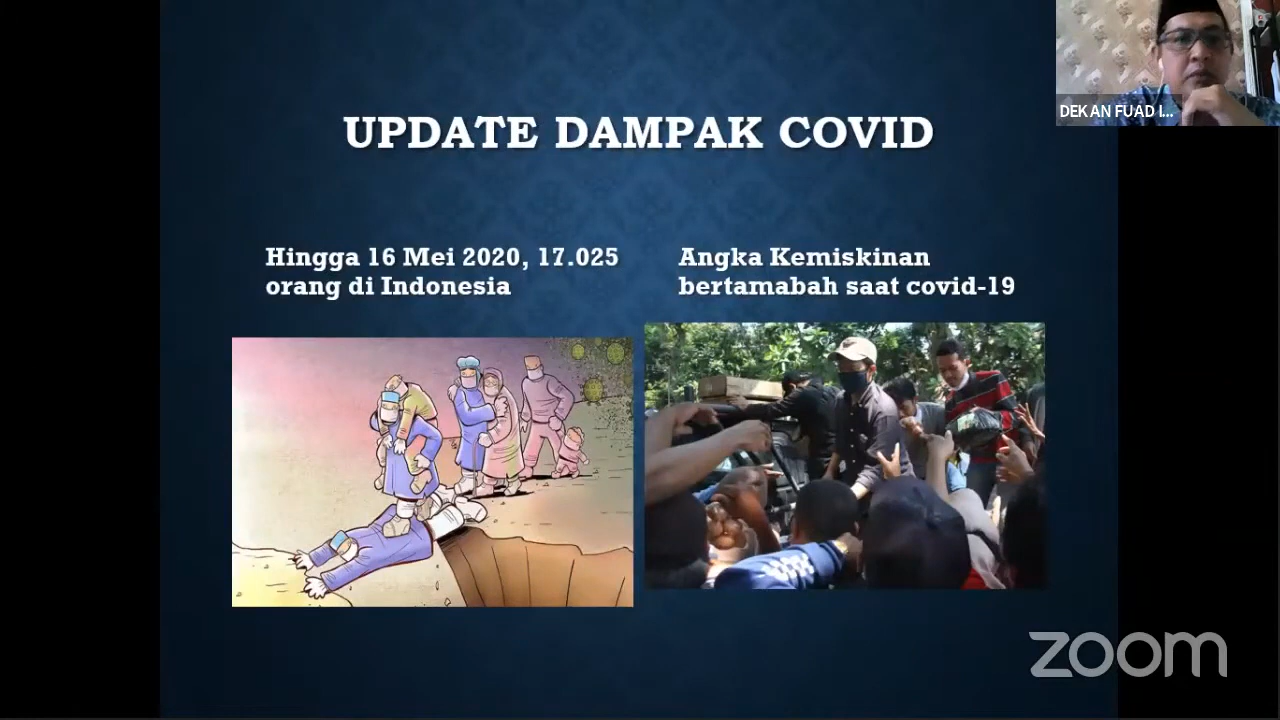 DEKAN FUAD I...
UPDATE DAMPAK COVID
Hingga 16 Mei 2020, 17.025
orang di Indonesia
Angka Kemiskinan
bertamabah saat covid-19
zoom